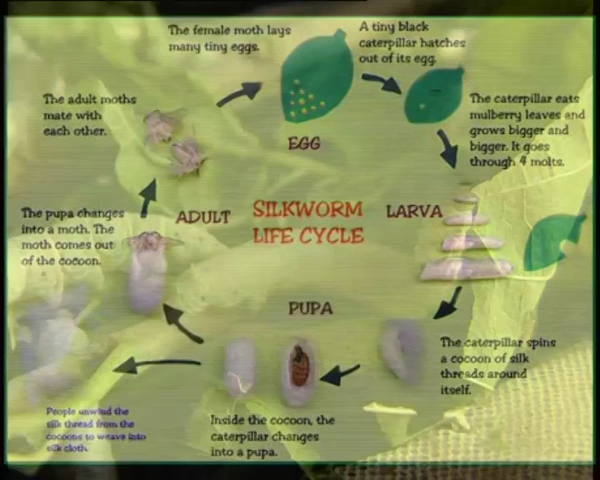 The female moth lays
many tiny eggs.
A tiny black
caterpillar hatches
out of its egg.
The caterpillar eats
mulberry leaves and
grows bigger and
bigger. It goes
through 4 molts.
The adult moths
mate with
each other.
EGG
The pupa changes
into a moth. The
moth comes out
of the cocoon.
ADULT
SILKWORM
LIFE CYCLE
LARVA
PUPA
The caterpillar spins
a cocoon of silk
threads around
itself.
Inside the cocoon, the
caterpillar changes
into a pupa.
People unwind the
silk thread from the
cocoons to weave into
silk cloth.